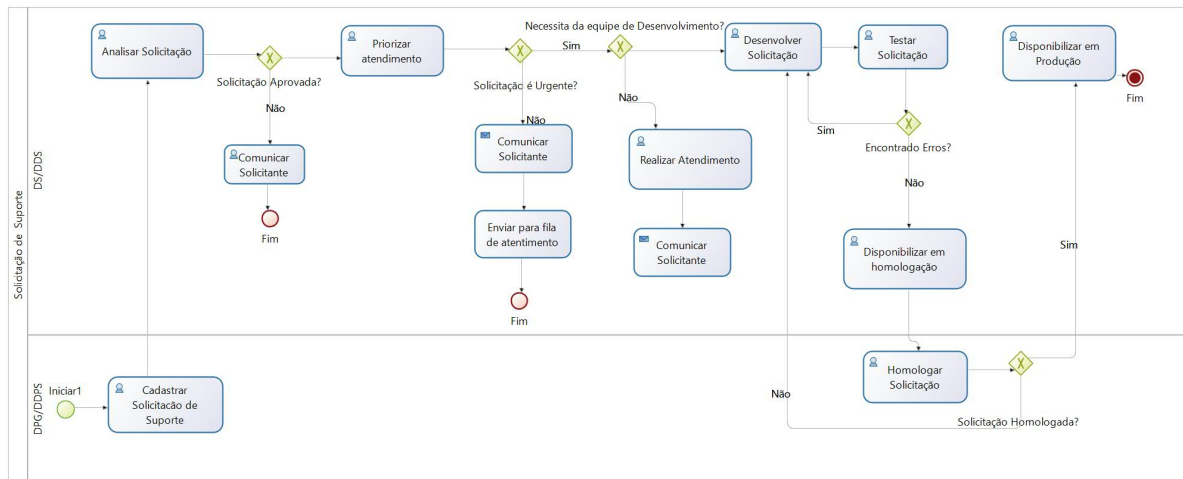 Solicitação de Suporte
DS/DDS
Analisar Solicitação
Solicitação Aprovada?
Não
Comunicar
Solicitante
Fim
Priorizar
atendimento
Solicitação é Urgente?
Sim
Não
Comunicar
Solicitante
Enviar para fila
de atentimento
Fim
Necessita da equipe de Desenvolvimento?
Não
Realizar Atendimento
Comunicar
Solicitante
Desenvolver
Solicitação
Testar
Solicitação
Sim
Encontrado Erros?
Não
Disponibilizar em
homologação
Disponibilizar em
Produção
Fim
Sim
DPG/DDPS
Iniciar1
Cadastrar
Solicitacão de
Suporte
Homologar
Solicitação
Não
Solicitação Homologada?